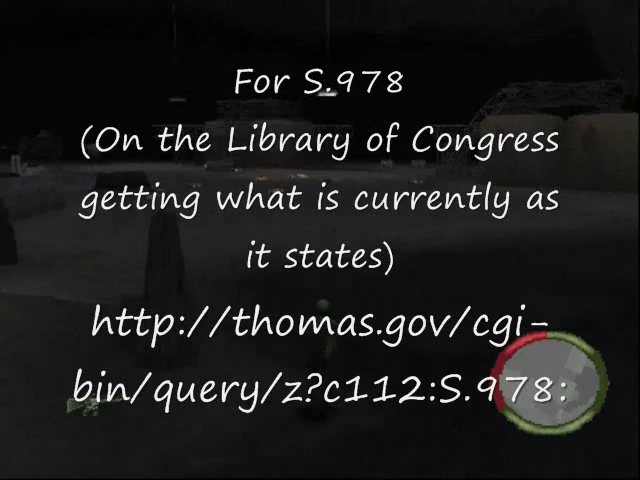 For S.978
(On the Library of Congress
getting what is currently as
it states)
http://thomas.gov/cgi-
bin/query/z?c112:S.978: